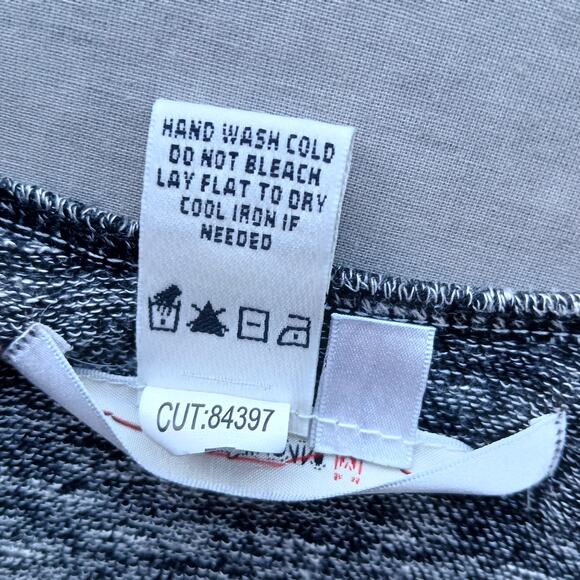 HAND WASH COLD
DO NOT BLEACH
LAY FLAT TO DRY
COOL IRON IF
NEEDED
CUT:84397